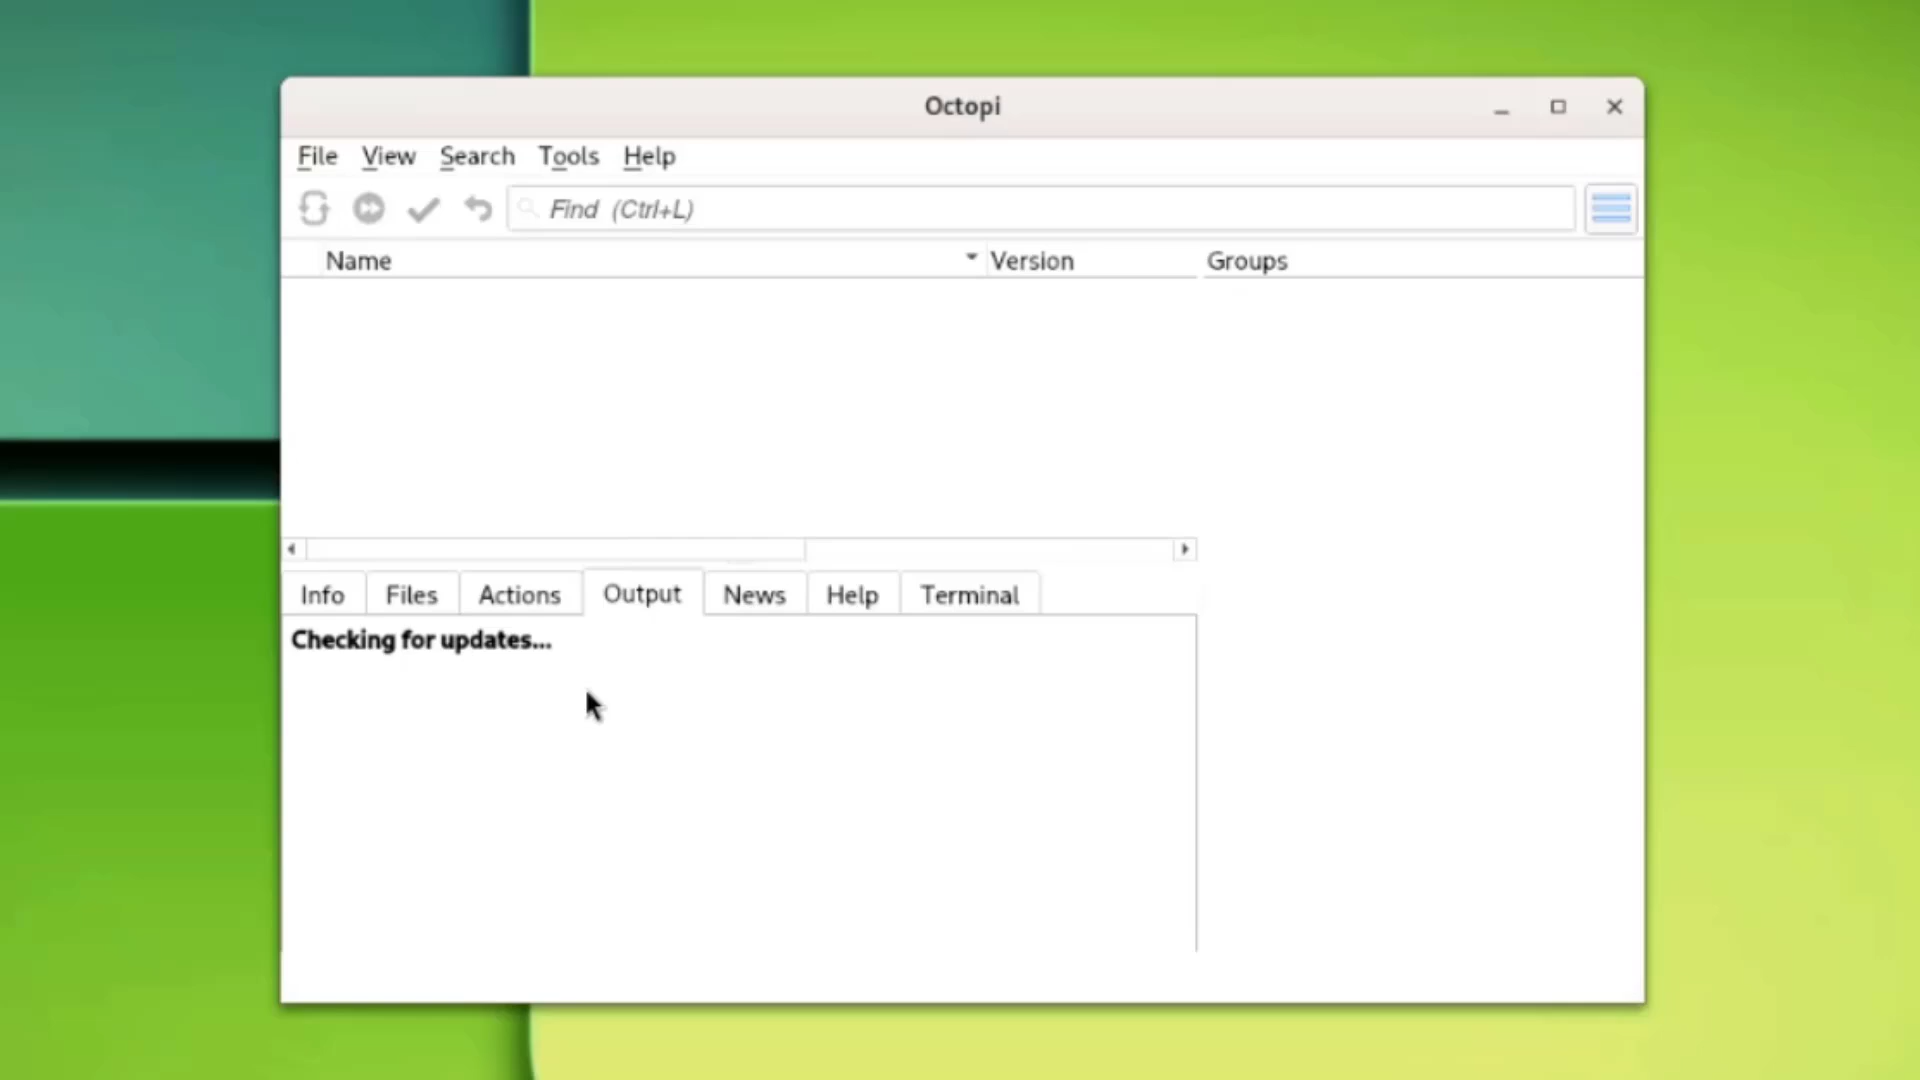 Octopi
File View Search Tools Help
Find (Ctrl+L)
Name Version Groups
Info Files Actions Output News Help Terminal
Checking for updates...